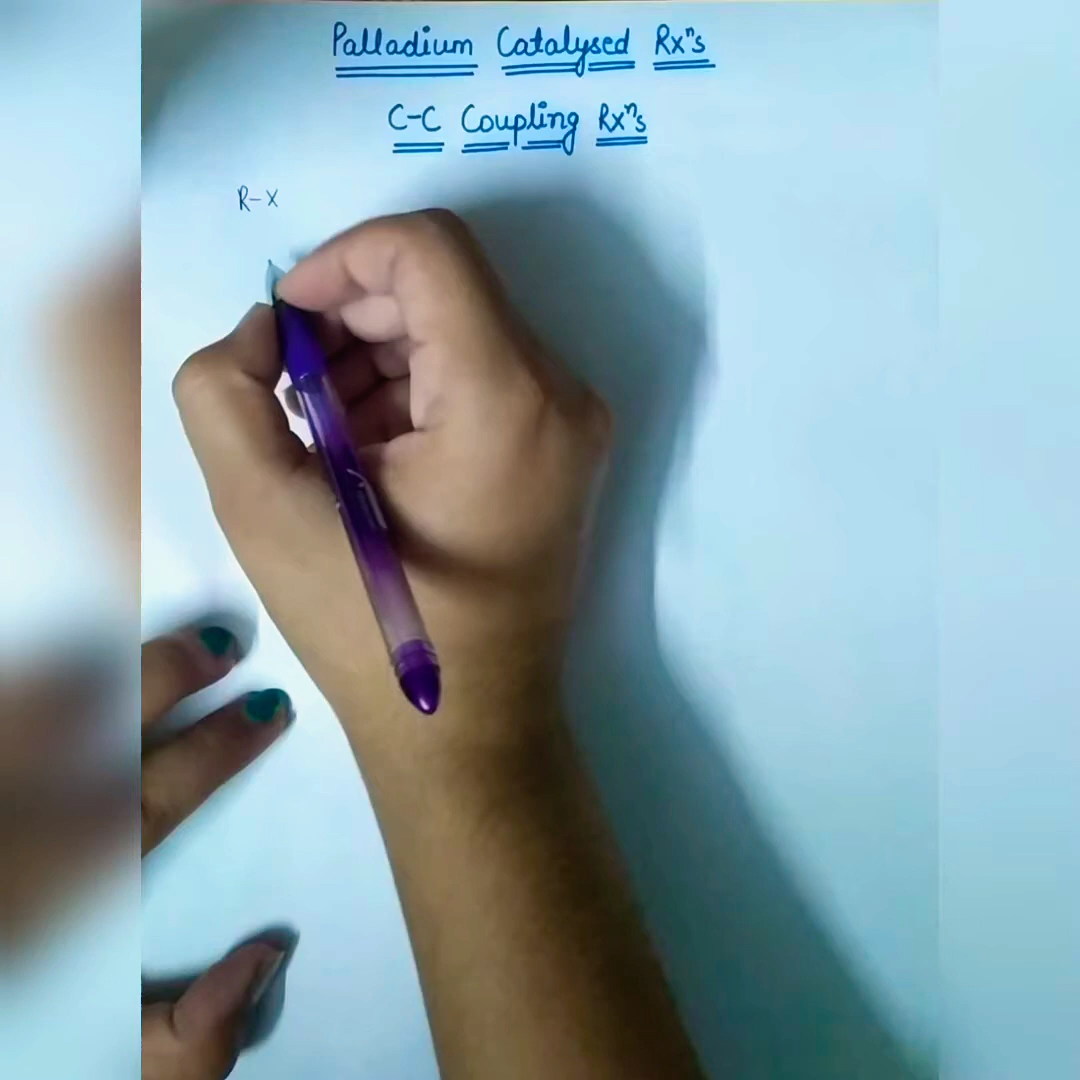 Palladium Catalysed Rxⁿs
C-C Coupling Rxⁿs
R-X